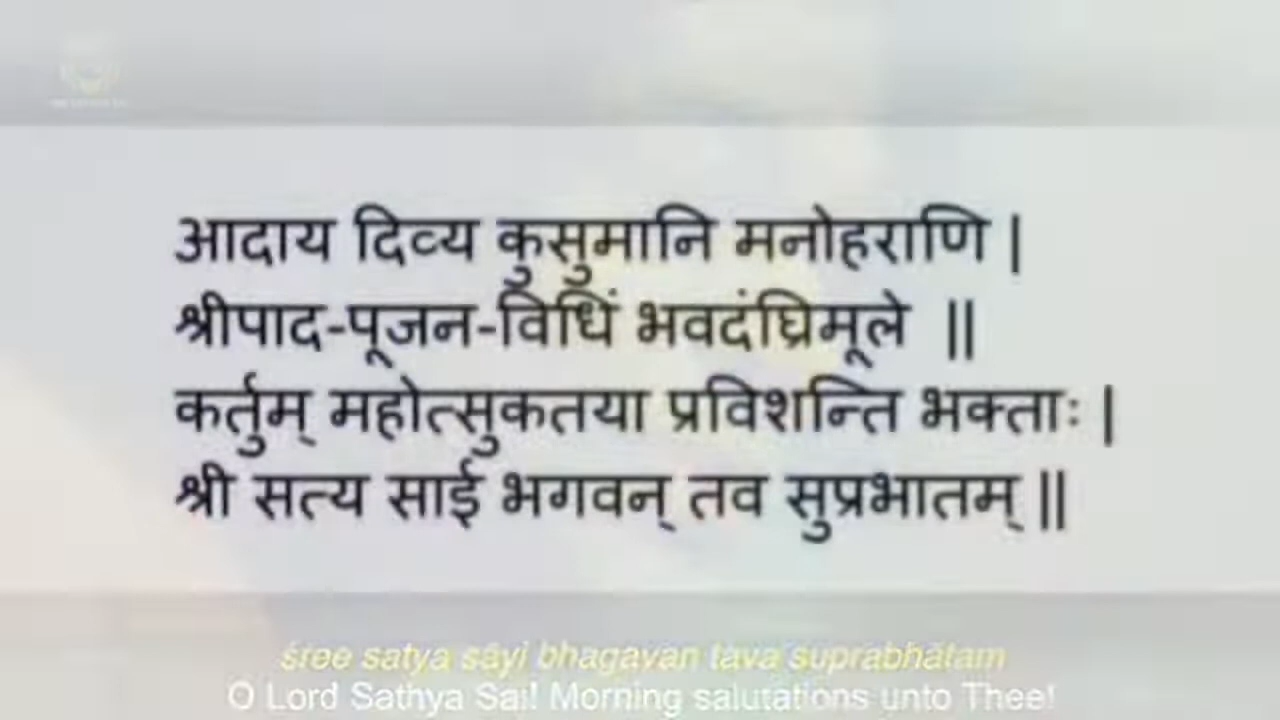 आदाय दिव्य कुसुमानि मनोहराणि |
श्रीपाद-पूजन-विधिं भवदंघ्रिमूले ||
कर्तुम् महोत्सुकतया प्रविशन्ति भक्ताः |
श्री सत्य साई भगवन् तव सुप्रभातम् ||
śree satya sāyi bhagavan tava suprabhātam
O Lord Sathya Sai! Morning salutations unto Thee!